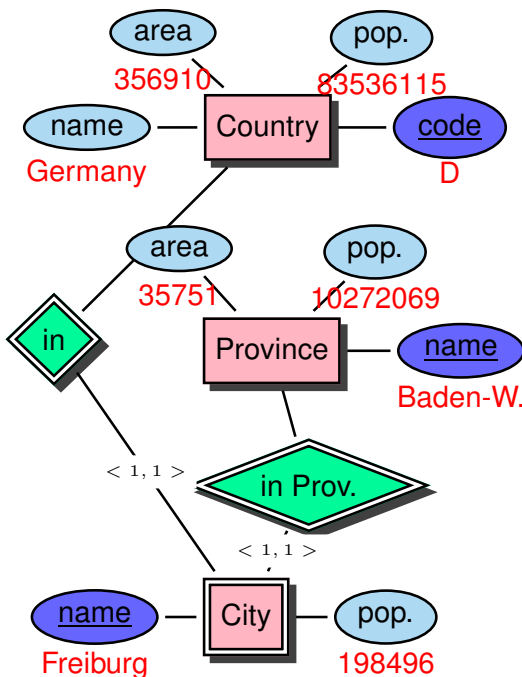 area
pop.
356910
83536115
name
Country
code
Germany
D
area
pop.
35751
10272069
in
Province
name
Baden-W.
< 1, 1 >
in Prov.
< 1, 1 >
name
City
pop.
Freiburg
198496